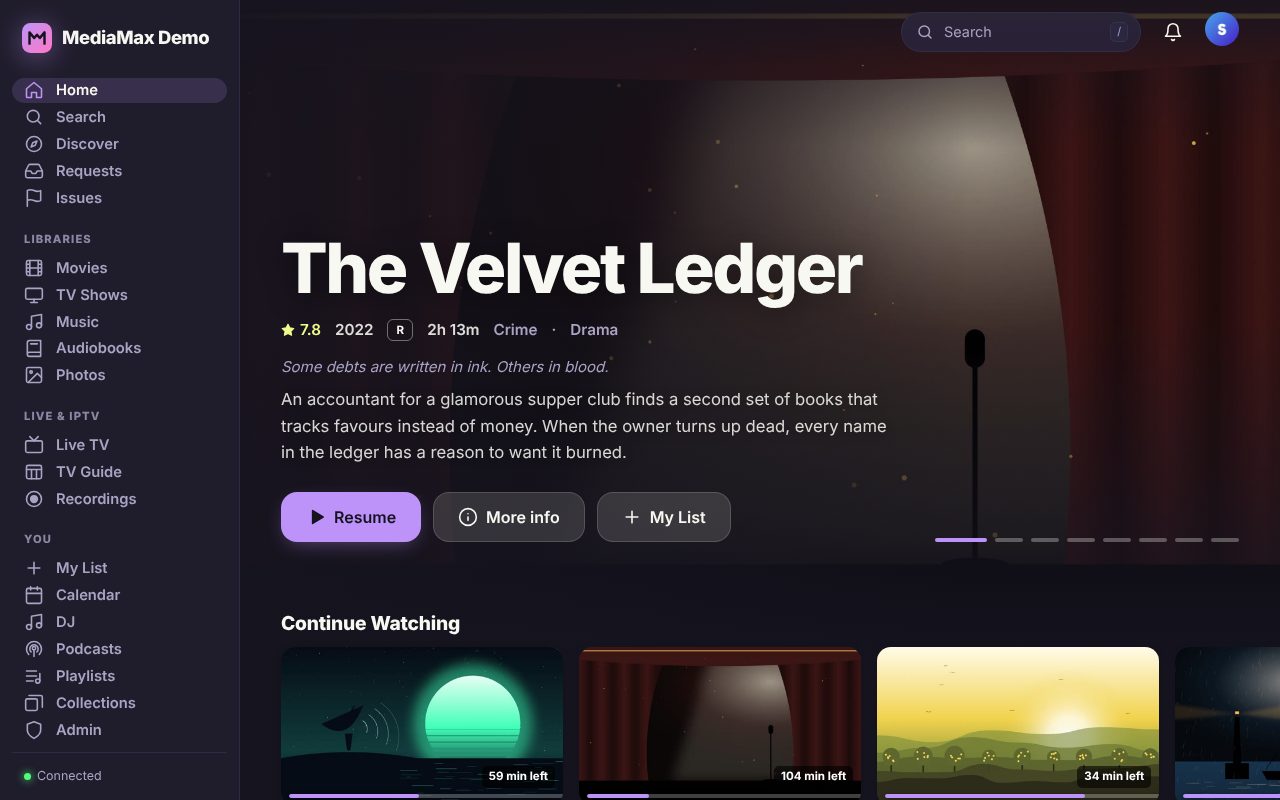 MediaMax Demo
Search
/
S
Home
Search
Discover
Requests
Issues
LIBRARIES
Movies
TV Shows
Music
Audiobooks
Photos
LIVE & IPTV
Live TV
TV Guide
Recordings
YOU
My List
Calendar
DJ
Podcasts
Playlists
Collections
Admin
Connected
The Velvet Ledger
7.8 2022 R 2h 13m Crime · Drama
Some debts are written in ink. Others in blood.
An accountant for a glamorous supper club finds a second set of books that
tracks favours instead of money. When the owner turns up dead, every name
in the ledger has a reason to want it burned.
Resume
More info
My List
Continue Watching
59 min left
104 min left
34 min left